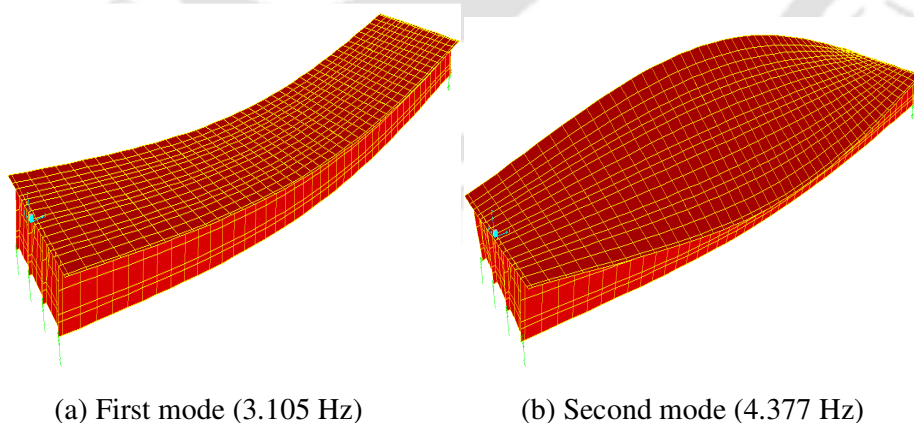 (a) First mode (3.105 Hz)
(b) Second mode (4.377 Hz)